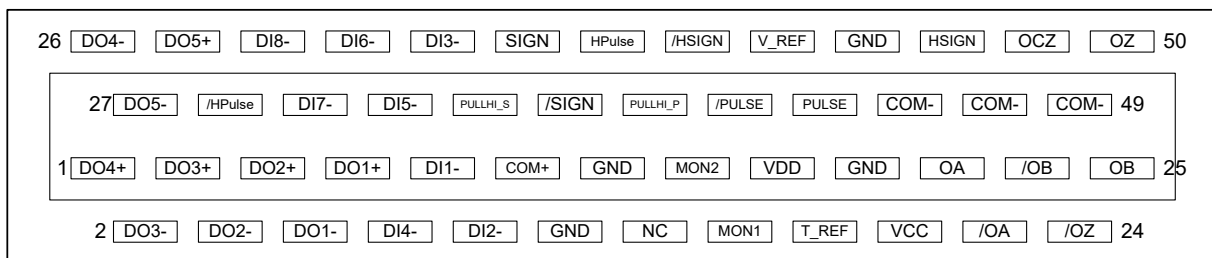 26 DO4- DO5+ DI8- DI6- DI3- SIGN HPulse /HSIGN V_REF GND HSIGN OCZ OZ 50
27 DO5- /HPulse DI7- DI5- PULLHI_S /SIGN PULLHI_P /PULSE PULSE COM- COM- COM- 49
1 DO4+ DO3+ DO2+ DO1+ DI1- COM+ GND MON2 VDD GND OA /OB OB 25
2 DO3- DO2- DO1- DI4- DI2- GND NC MON1 T_REF VCC /OA /OZ 24